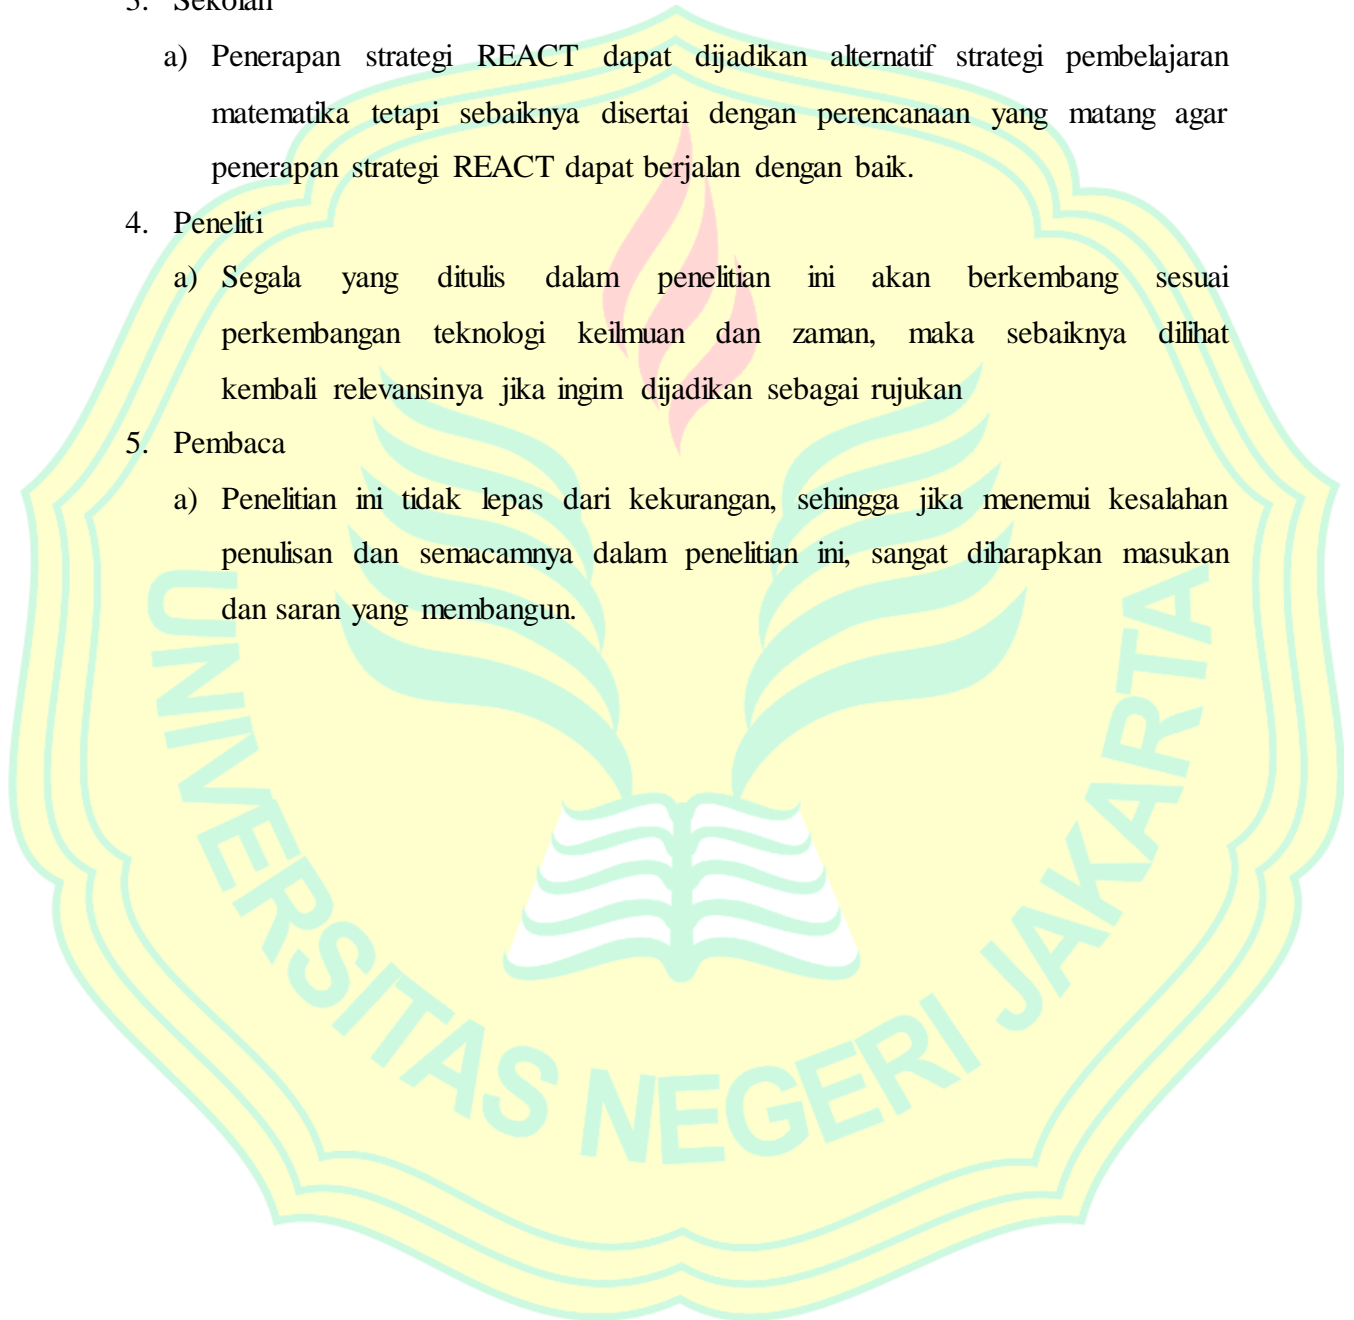 3. Sekolah
a) Penerapan strategi REACT dapat dijadikan alternatif strategi pembelajaran
matematika tetapi sebaiknya disertai dengan perencanaan yang matang agar
penerapan strategi REACT dapat berjalan dengan baik.
4. Peneliti
a) Segala yang ditulis dalam penelitian ini akan berkembang sesuai
perkembangan teknologi keilmuan dan zaman, maka sebaiknya dilihat
kembali relevansinya jika ingim dijadikan sebagai rujukan
5. Pembaca
a) Penelitian ini tidak lepas dari kekurangan, sehingga jika menemui kesalahan
penulisan dan semacamnya dalam penelitian ini, sangat diharapkan masukan
dan saran yang membangun.
UNIVERSITAS NEGERI JAKARTA